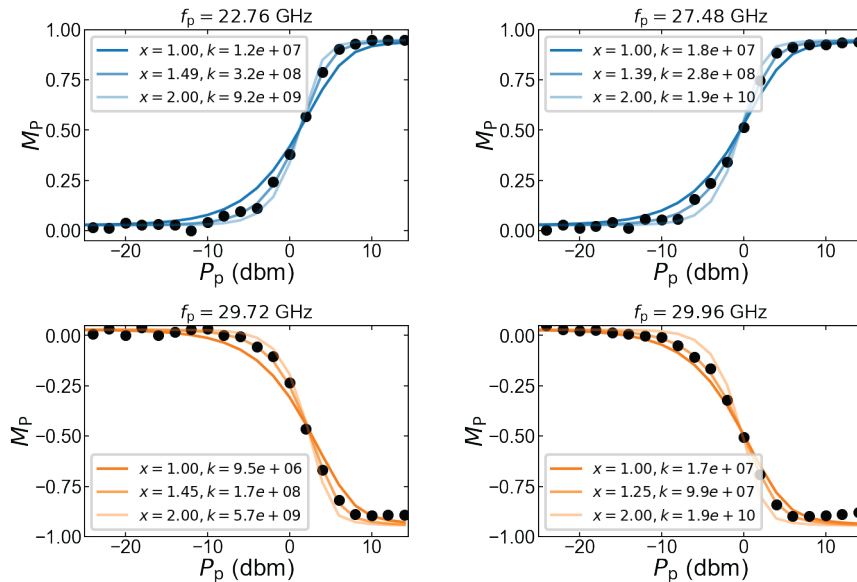 f_p = 22.76 GHz
1.00
0.75
0.50
0.25
0.00
M_P
x = 1.00, k = 1.2e + 07
x = 1.49, k = 3.2e + 08
x = 2.00, k = 9.2e + 09
−20 −10 0 10
P_p (dbm)
f_p = 27.48 GHz
1.00
0.75
0.50
0.25
0.00
M_P
x = 1.00, k = 1.8e + 07
x = 1.39, k = 2.8e + 08
x = 2.00, k = 1.9e + 10
−20 −10 0 10
P_p (dbm)
f_p = 29.72 GHz
0.00
−0.25
−0.50
−0.75
−1.00
M_P
x = 1.00, k = 9.5e + 06
x = 1.45, k = 1.7e + 08
x = 2.00, k = 5.7e + 09
−20 −10 0 10
P_p (dbm)
f_p = 29.96 GHz
0.00
−0.25
−0.50
−0.75
−1.00
M_P
x = 1.00, k = 1.7e + 07
x = 1.25, k = 9.9e + 07
x = 2.00, k = 1.9e + 10
−20 −10 0 10
P_p (dbm)